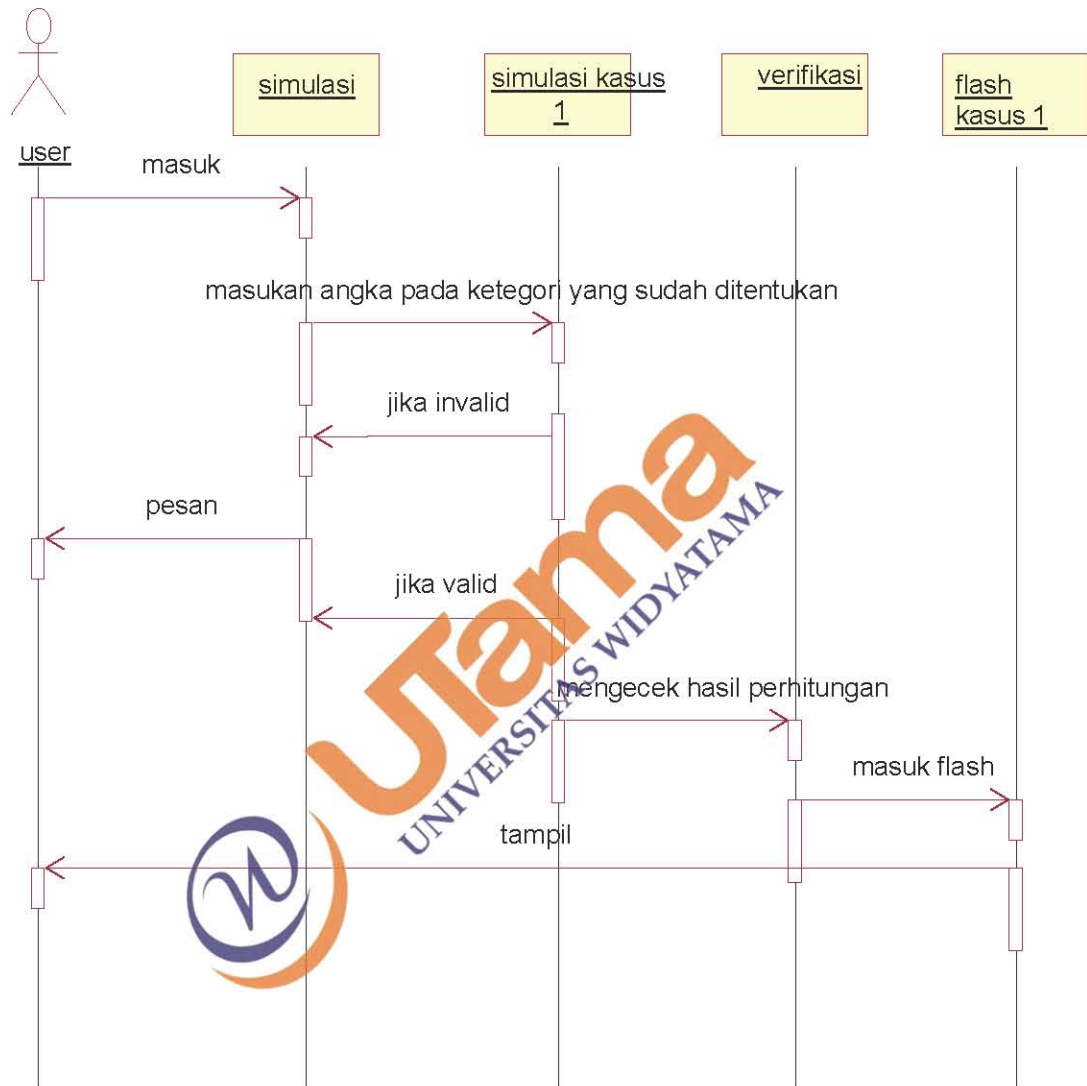 simulasi
simulasi kasus
1
verifikasi
flash
kasus 1
user
masuk
masukan angka pada ketegori yang sudah ditentukan
jika invalid
pesan
jika valid
mengecek hasil perhitungan
masuk flash
tampil
UTama
UNIVERSITAS WIDYATAMA